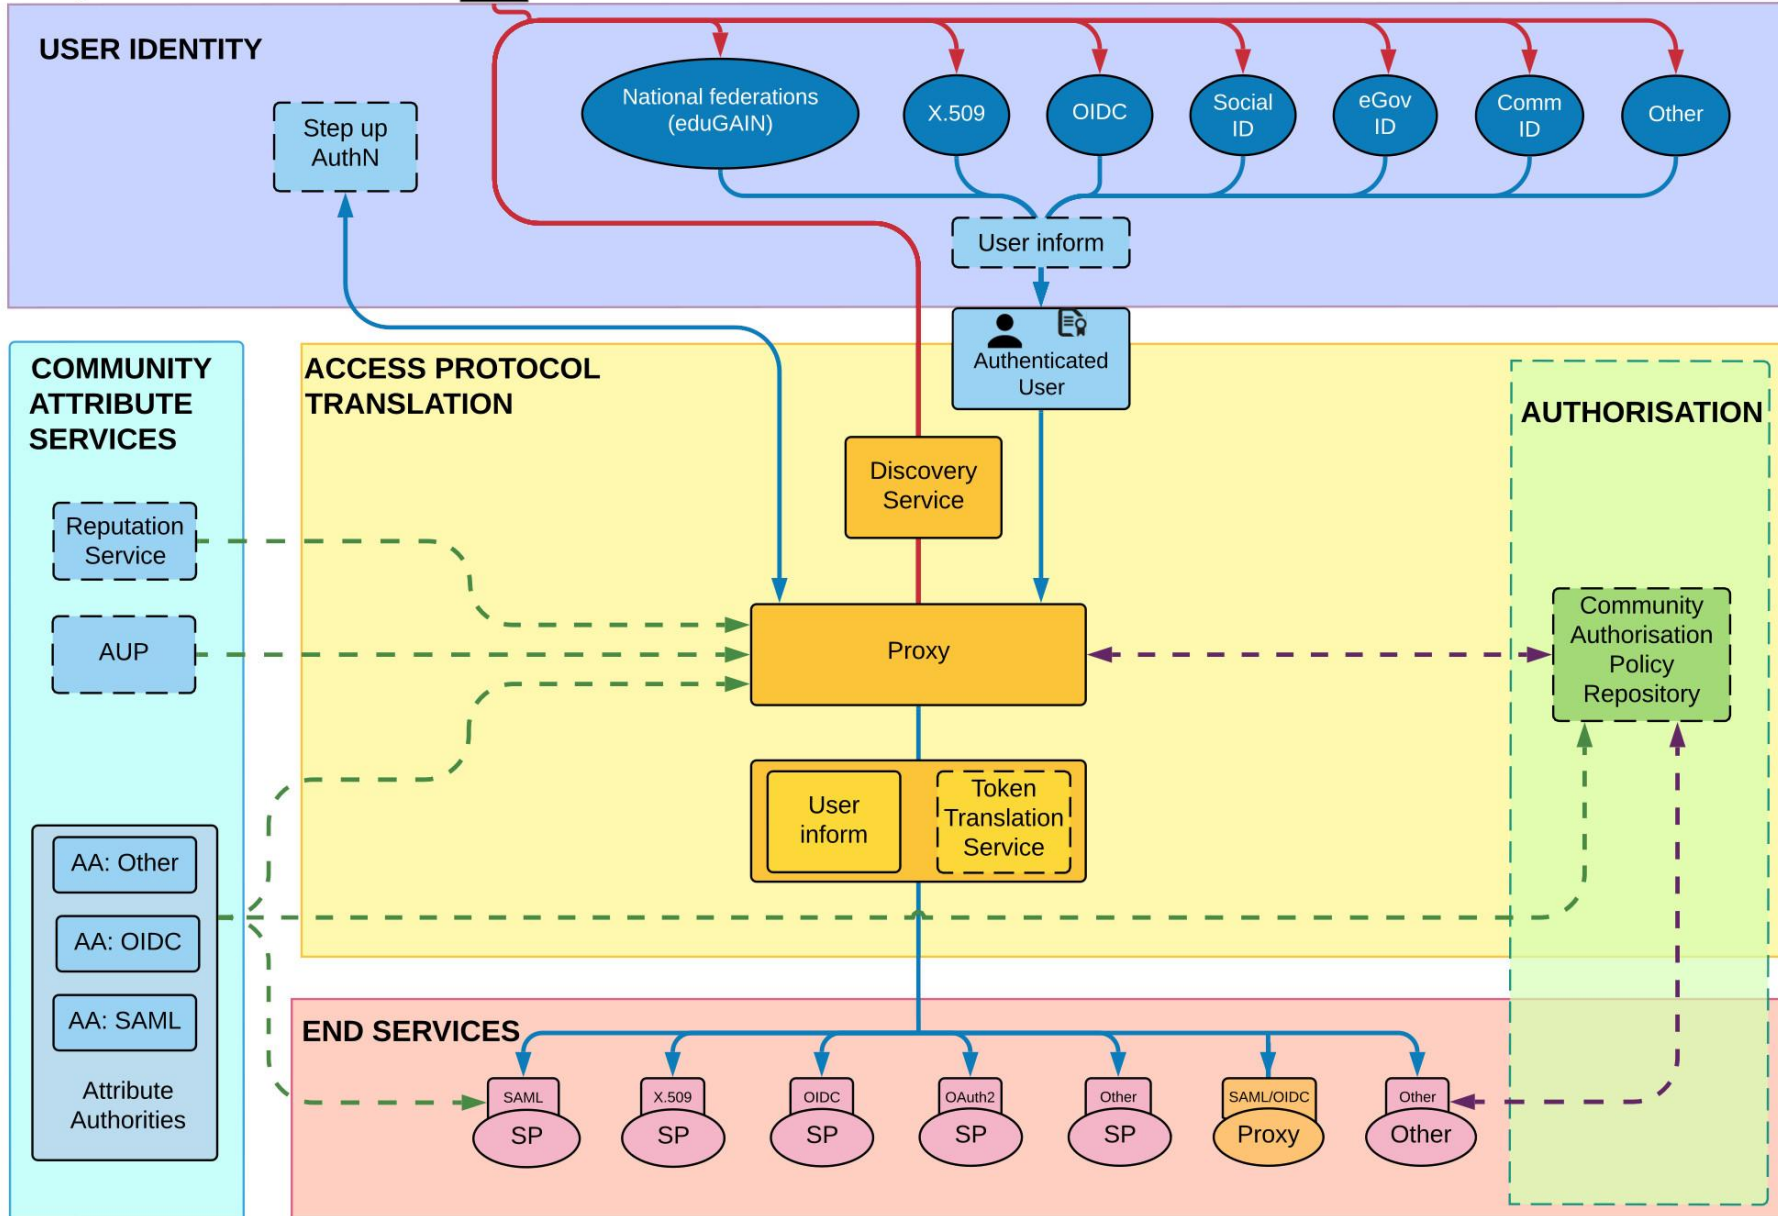 USER IDENTITY
National federations
(eduGAIN)
X.509
OIDC
Social
ID
eGov
ID
Comm
ID
Other
Step up
AuthN
User inform
Authenticated
User
COMMUNITY
ATTRIBUTE
SERVICES
ACCESS PROTOCOL
TRANSLATION
AUTHORISATION
Discovery
Service
Reputation
Service
AUP
Proxy
Community
Authorisation
Policy
Repository
User
inform
Token
Translation
Service
AA: Other
AA: OIDC
AA: SAML
Attribute
Authorities
END SERVICES
SAML
SP
X.509
SP
OIDC
SP
OAuth2
SP
Other
SP
SAML/OIDC
Proxy
Other
Other